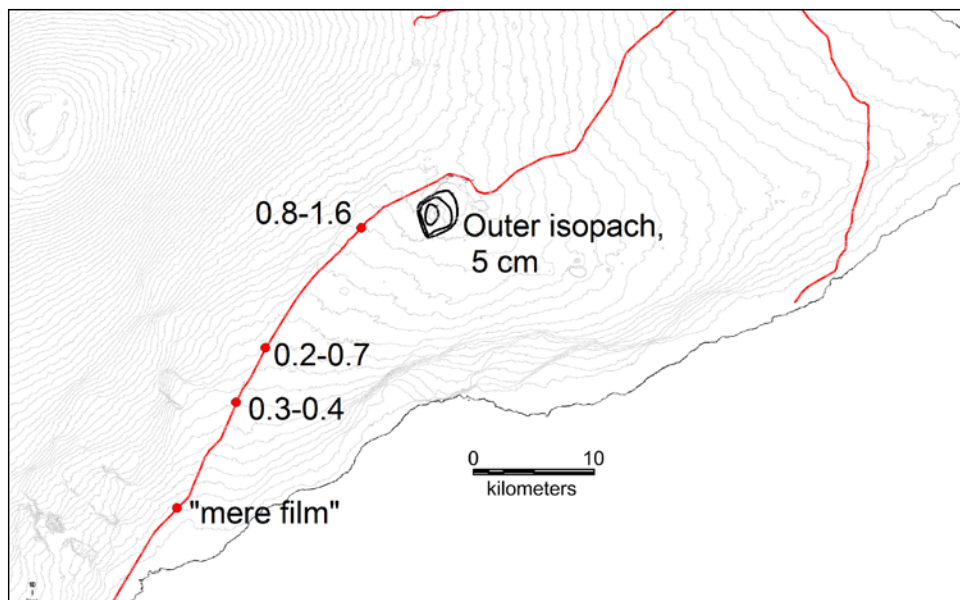 0.8-1.6
Outer isopach,
5 cm
0.2-0.7
0.3-0.4
0 10
kilometers
"mere film"